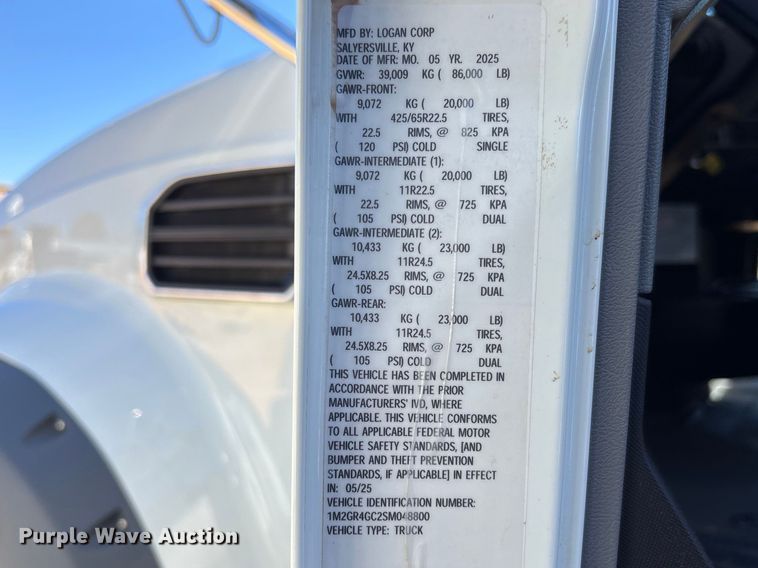 MFD BY: LOGAN CORP
SALYERSVILLE, KY
DATE OF MFR: MO. 05 YR. 2025
GVWR: 39,009 KG ( 86,000 LB)
GAWR-FRONT:
9,072 KG ( 20,000 LB)
WITH 425/65R22.5 TIRES,
22.5 RIMS, @ 825 KPA
( 120 PSI) COLD SINGLE
GAWR-INTERMEDIATE (1):
9,072 KG ( 20,000 LB)
WITH 11R22.5 TIRES,
22.5 RIMS, @ 725 KPA
( 105 PSI) COLD DUAL
GAWR-INTERMEDIATE (2):
10,433 KG ( 23,000 LB)
WITH 11R24.5 TIRES,
24.5X8.25 RIMS, @ 725 KPA
( 105 PSI) COLD DUAL
GAWR-REAR:
10,433 KG ( 23,000 LB)
WITH 11R24.5 TIRES,
24.5X8.25 RIMS, @ 725 KPA
( 105 PSI) COLD DUAL
THIS VEHICLE HAS BEEN COMPLETED IN
ACCORDANCE WITH THE PRIOR
MANUFACTURERS' IVD, WHERE
APPLICABLE. THIS VEHICLE CONFORMS
TO ALL APPLICABLE FEDERAL MOTOR
VEHICLE SAFETY STANDARDS, [AND
BUMPER AND THEFT PREVENTION
STANDARDS, IF APPLICABLE] IN EFFECT
IN: 05/25
VEHICLE IDENTIFICATION NUMBER:
1M2GR4GC2SM048800
VEHICLE TYPE: TRUCK
Purple Wave Auction